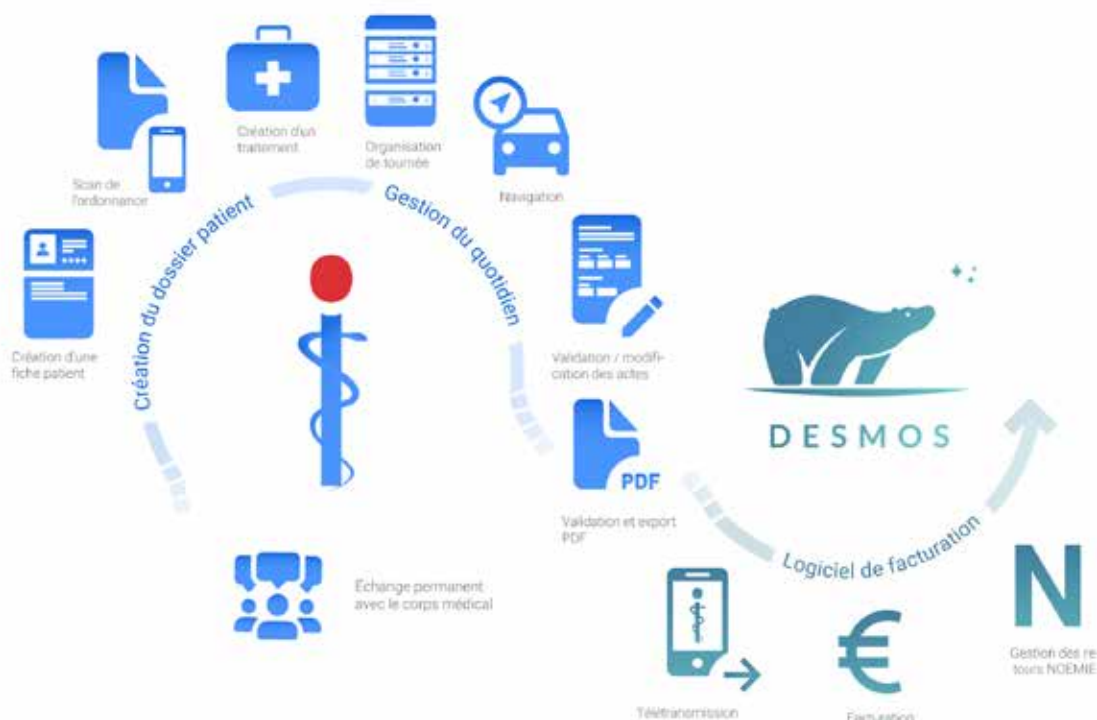 Création d'un
traitement
Organisation
de tournée
Scan de
l'ordonnance
Navigation
Création du dossier patient
Gestion du quotidien
Création d'une
fiche patient
Validation / modifi-
cation des actes
DESMOS
PDF
Validation et export
PDF
Logiciel de facturation
Echange permanent
avec le corps médical
N
Gestion des re
tours NOEMIE
€
Télétransmission
Facturation